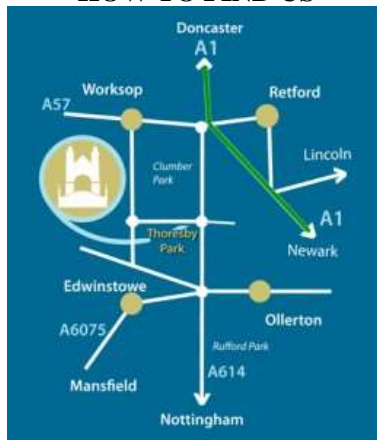 HOW TO FIND US
Doncaster
A1
Worksop
Retford
A57
Lincoln
Clumber
Park
A1
Thoresby
Park
Newark
Edwinstowe
Ollerton
A6075
Rufford Park
A614
Mansfield
Nottingham